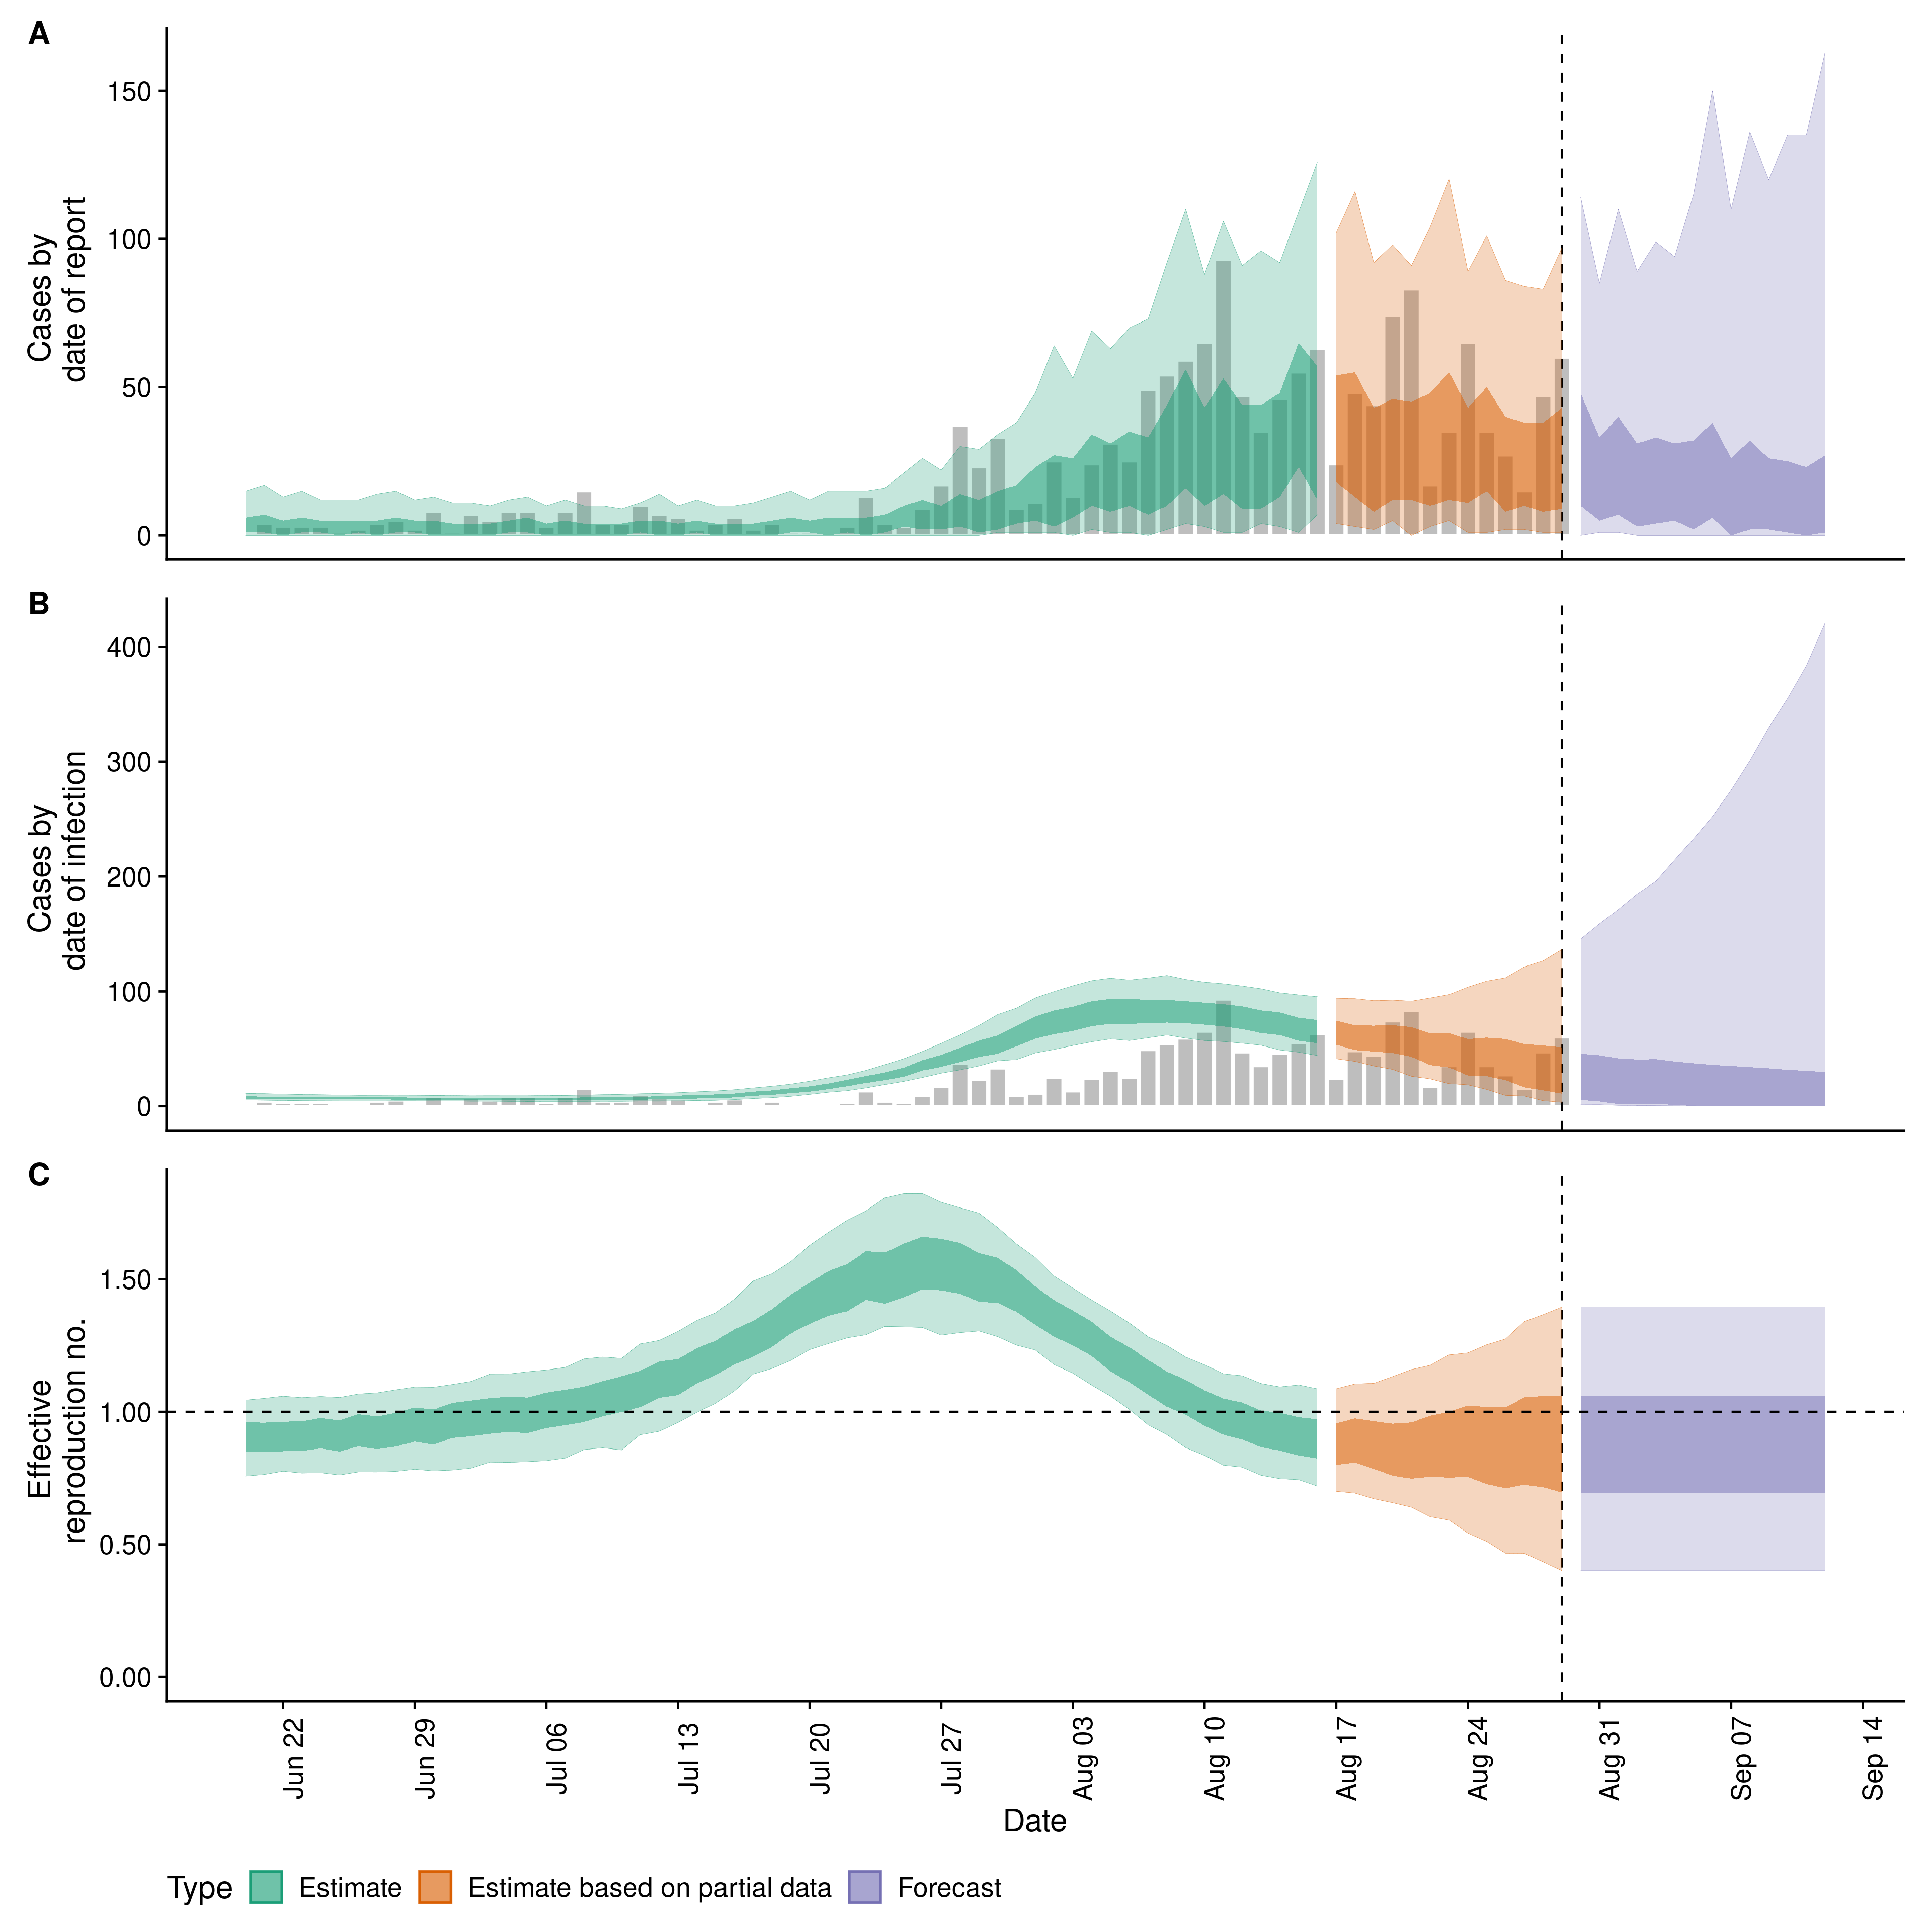 A
Cases by
date of report
150
100
50
0
B
Cases by
date of infection
400
300
200
100
0
C
Effective
reproduction no.
1.50
1.00
0.50
0.00
Jun 22
Jun 29
Jul 06
Jul 13
Jul 20
Jul 27
Aug 03
Aug 10
Aug 17
Aug 24
Aug 31
Sep 07
Sep 14
Date
Type Estimate Estimate based on partial data Forecast